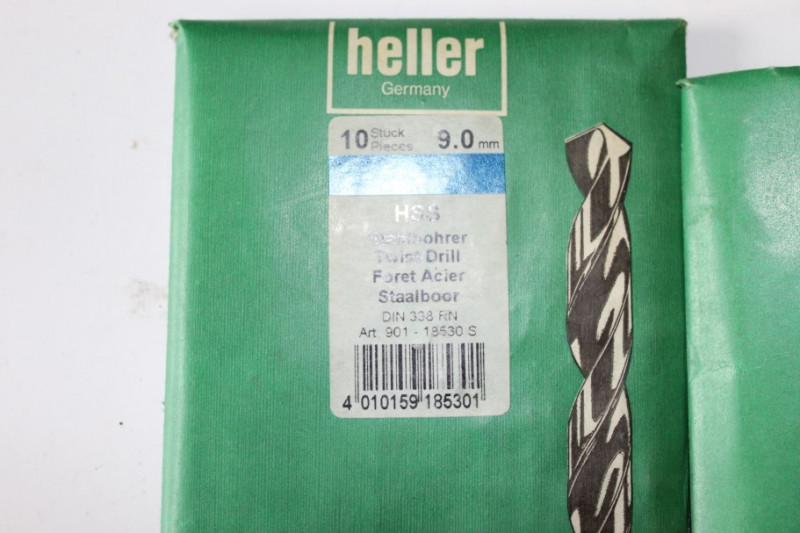 heller
Germany
10 Stück Pieces 9.0 mm
HSS
Twist Drill
Foret Acier
Staalboor
DIN 338 RN
Art. 901 - 18530 S
4 010159 185301